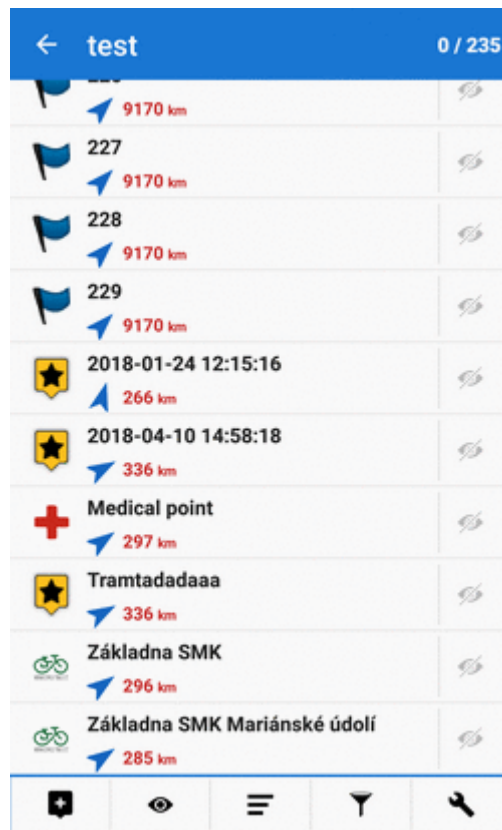 test
0 / 235
9170 km
227
9170 km
228
9170 km
229
9170 km
2018-01-24 12:15:16
266 km
2018-04-10 14:58:18
336 km
Medical point
297 km
Tramtadadaaa
336 km
Základna SMK
296 km
Základna SMK Mariánské údolí
285 km